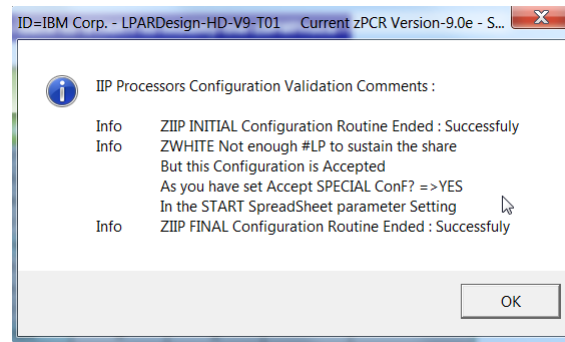 ID=IBM Corp. - LPARDesign-HD-V9-T01 Current zPCR Version-9.0e - S... X
IIP Processors Configuration Validation Comments :
Info ZIIP INITIAL Configuration Routine Ended : Successfuly
Info ZWHITE Not enough #LP to sustain the share
But this Configuration is Accepted
As you have set Accept SPECIAL ConF? =>YES
In the START SpreadSheet parameter Setting
Info ZIIP FINAL Configuration Routine Ended : Successfuly
OK